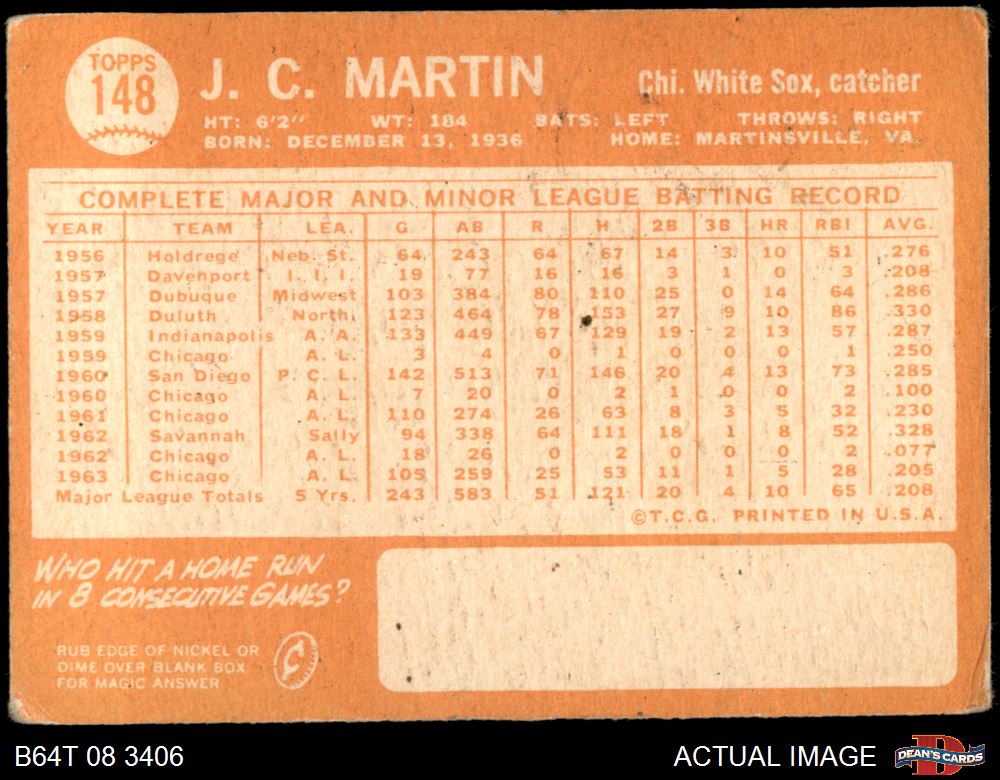 TOPPS
148
J. C. MARTIN
Chi. White Sox, catcher
HT: 6'2" WT: 184 BATS: LEFT THROWS: RIGHT
BORN: DECEMBER 13, 1936 HOME: MARTINSVILLE, VA.
COMPLETE MAJOR AND MINOR LEAGUE BATTING RECORD
YEAR TEAM LEA. G AB R H 2B 3B HR RBI AVG.
1956 Holdrege Neb. St. 64 243 64 67 14 3 10 51 .276
1957 Davenport I. I. I. 19 77 16 16 3 1 0 3 .208
1957 Dubuque Midwest 103 384 80 110 25 0 14 64 .286
1958 Duluth North. 123 464 78 153 27 9 10 86 .330
1959 Indianapolis A. A. 133 449 67 129 19 2 13 57 .287
1959 Chicago A. L. 3 4 0 1 0 0 0 1 .250
1960 San Diego P. C. L. 142 513 71 146 20 4 13 73 .285
1960 Chicago A. L. 7 20 0 2 1 0 0 2 .100
1961 Chicago A. L. 110 274 26 63 8 3 5 32 .230
1962 Savannah Sally 94 338 64 111 18 1 8 52 .328
1962 Chicago A. L. 18 26 0 2 0 0 0 2 .077
1963 Chicago A. L. 105 259 25 53 11 1 5 28 .205
Major League Totals 5 Yrs. 243 583 51 121 20 4 10 65 .208
©T.C.G. PRINTED IN U.S.A.
WHO HIT A HOME RUN
IN 8 CONSECUTIVE GAMES?
RUB EDGE OF NICKEL OR
DIME OVER BLANK BOX
FOR MAGIC ANSWER
B64T 08 3406
ACTUAL IMAGE
DEAN'S CARDS